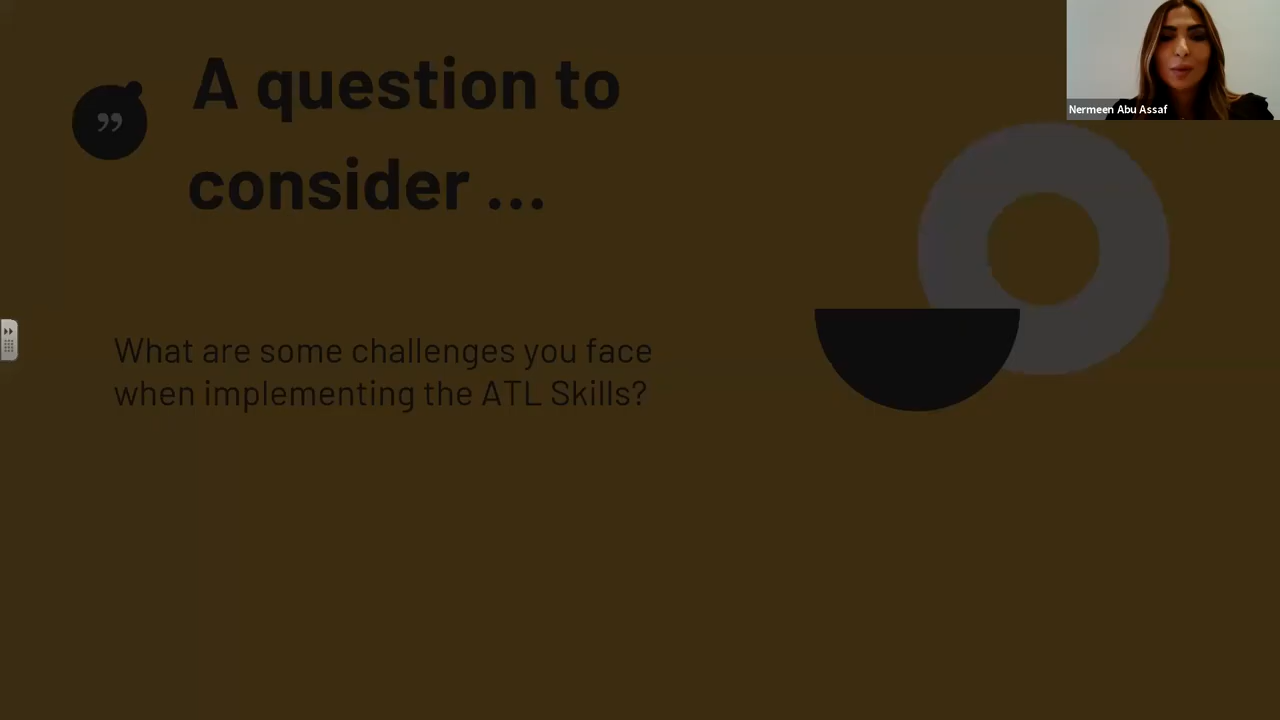 A question to
consider ...
What are some challenges you face
when implementing the ATL Skills?
Nermeen Abu Assaf